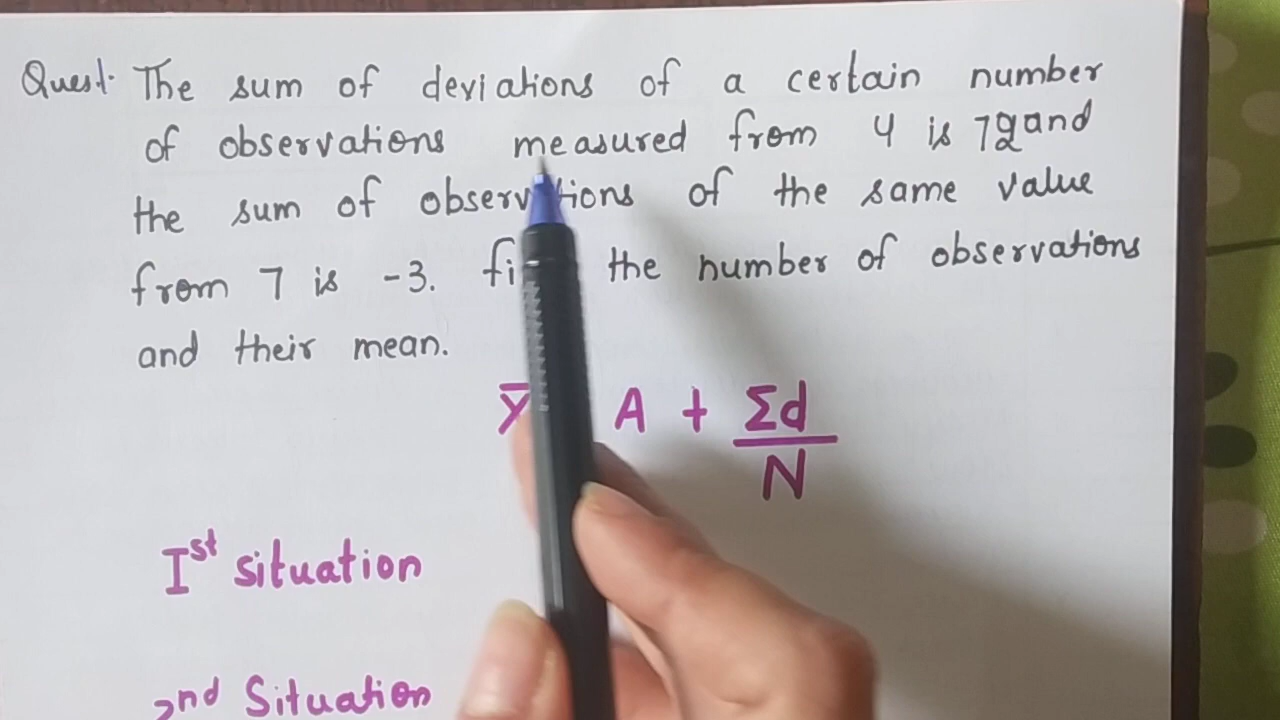 Quest. The sum of deviations of a certain number
of observations measured from 4 is 72 and
the sum of observations of the same value
from 7 is -3. the number of observations
and their mean.
A + Σd
N
Ist situation
2nd Situation